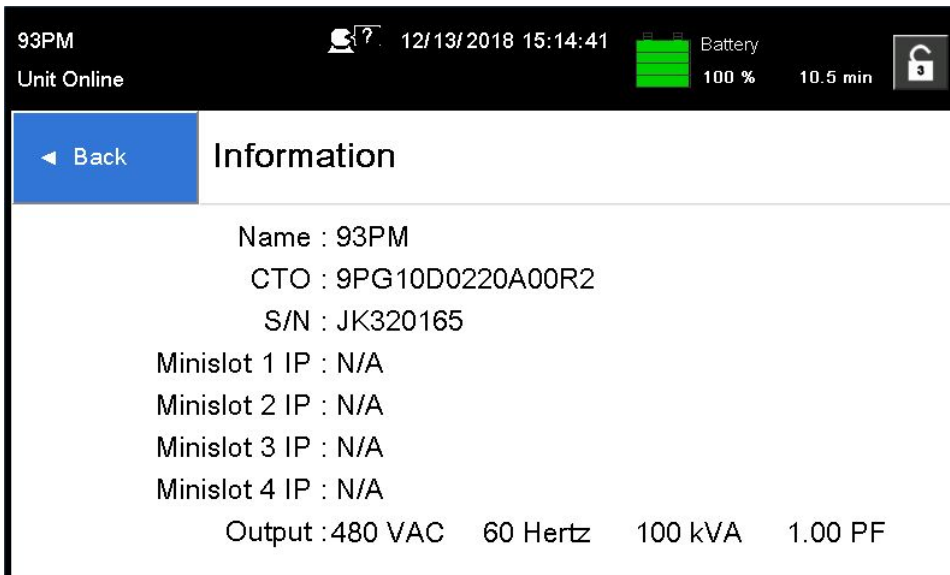 93PM ? 12/13/2018 15:14:41 Battery
Unit Online 100 % 10.5 min 3
◄ Back Information
Name : 93PM
CTO : 9PG10D0220A00R2
S/N : JK320165
Minislot 1 IP : N/A
Minislot 2 IP : N/A
Minislot 3 IP : N/A
Minislot 4 IP : N/A
Output : 480 VAC 60 Hertz 100 kVA 1.00 PF